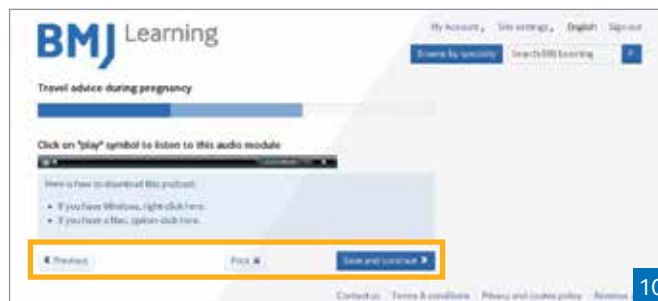 BMJ Learning
My Account, Site settings, English Sign out
Browse by specialty Search BMJ Learning
Travel advice during pregnancy
Click on "play" symbol to listen to this audio module
Here is how to download this podcast:
• If you have Windows, right-click here.
• If you have a Mac, option-click here.
Previous Print Save and continue
Contact us Terms & conditions Privacy and cookie policy
10